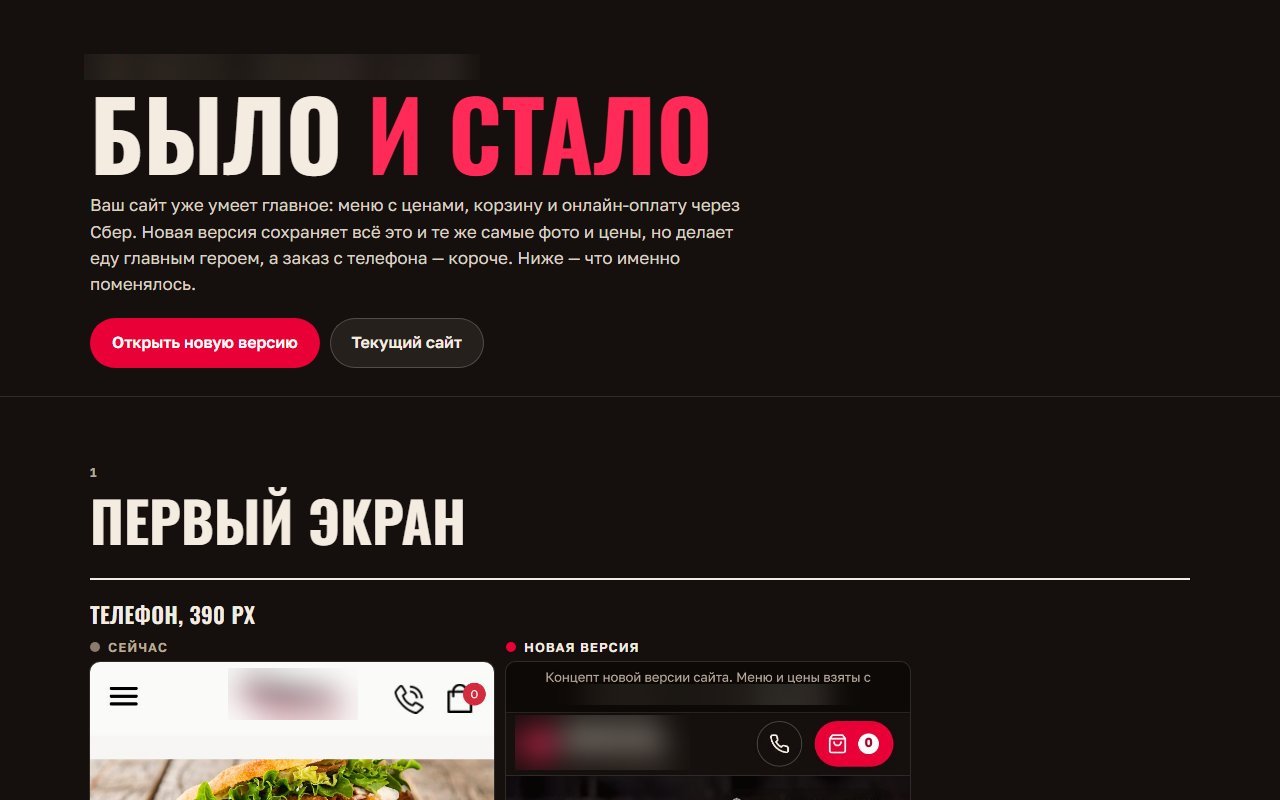 БЫЛО И СТАЛО
Ваш сайт уже умеет главное: меню с ценами, корзину и онлайн-оплату через
Сбер. Новая версия сохраняет всё это и те же самые фото и цены, но делает
еду главным героем, а заказ с телефона — короче. Ниже — что именно
поменялось.
Открыть новую версию
Текущий сайт
1
ПЕРВЫЙ ЭКРАН
ТЕЛЕФОН, 390 PX
СЕЙЧАС
НОВАЯ ВЕРСИЯ
0
Концепт новой версии сайта. Меню и цены взяты с
0